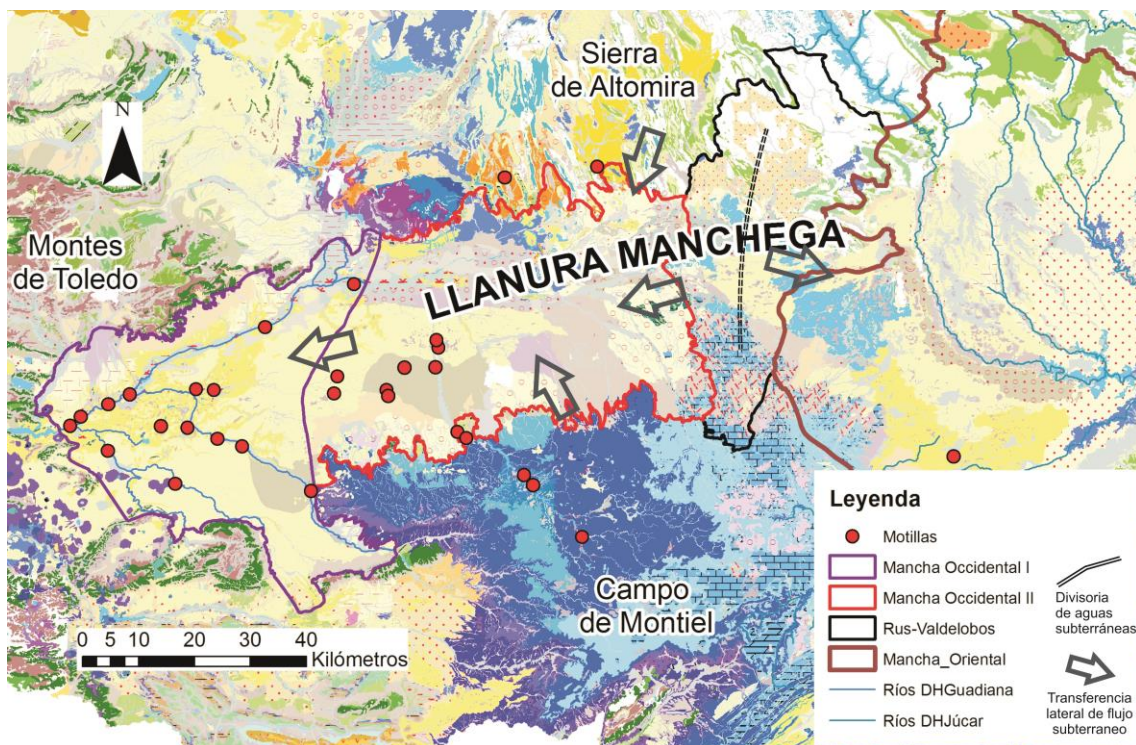 Sierra
de Altomira
N
Montes
de Toledo
LLANURA MANCHEGA
Campo
de Montiel
0 5 10 20 30 40
Kilómetros
Leyenda
Motillas
Mancha Occidental I
Mancha Occidental II
Rus-Valdelobos
Mancha_Oriental
Ríos DHGuadiana
Ríos DHJúcar
Divisoria
de aguas
subterráneas
Transferencia
lateral de flujo
subterraneo